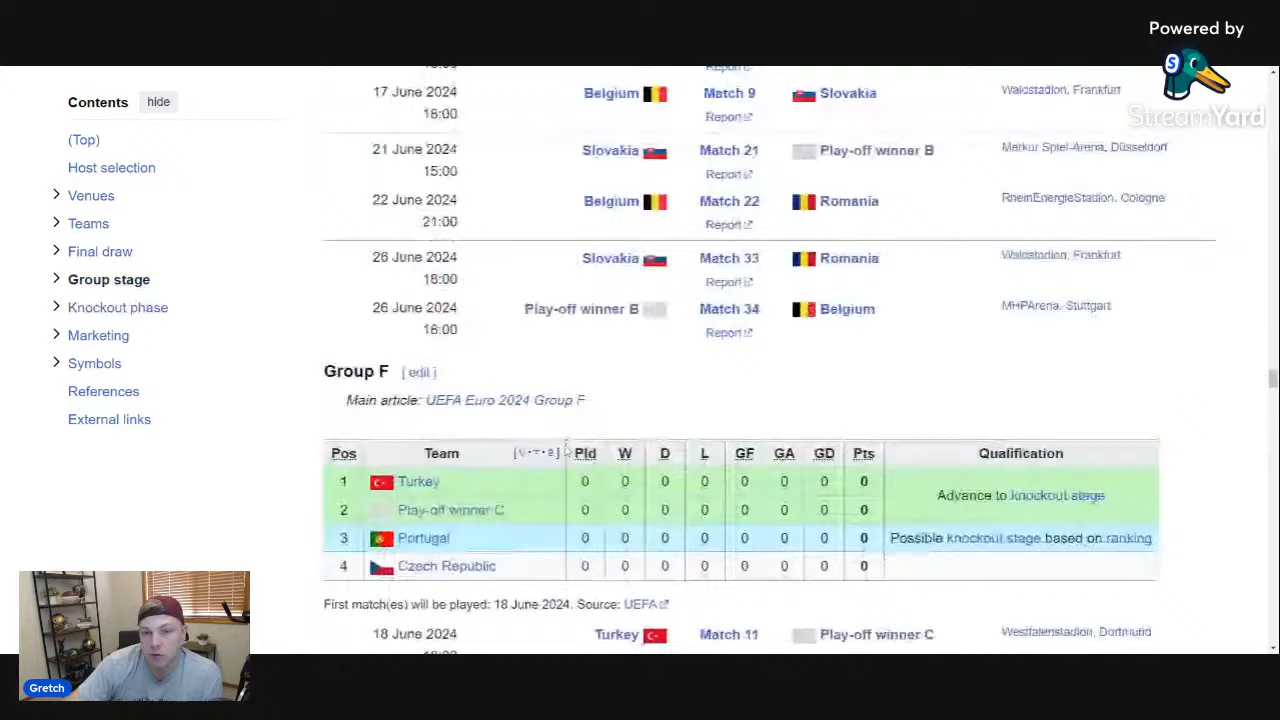 Powered by
StreamYard
Contents hide
(Top)
Host selection
Venues
Teams
Final draw
Group stage
Knockout phase
Marketing
Symbols
References
External links
Report
17 June 2024 Belgium Match 9 Slovakia Waldstadion, Frankfurt
18:00 Report
21 June 2024 Slovakia Match 21 Play-off winner B Merkur Spiel-Arena, Düsseldorf
15:00 Report
22 June 2024 Belgium Match 22 Romania RheinEnergieStadion, Cologne
21:00 Report
26 June 2024 Slovakia Match 33 Romania Waldstadion, Frankfurt
18:00 Report
26 June 2024 Play-off winner B Match 34 Belgium MHPArena, Stuttgart
18:00 Report
Group F [ edit ]
Main article: UEFA Euro 2024 Group F
Pos Team Pld W D L GF GA GD Pts Qualification
1 Turkey 0 0 0 0 0 0 0 0 Advance to knockout stage
2 Play-off winner C 0 0 0 0 0 0 0 0
3 Portugal 0 0 0 0 0 0 0 0 Possible knockout stage based on ranking
4 Czech Republic 0 0 0 0 0 0 0 0
First match(es) will be played: 18 June 2024. Source: UEFA
18 June 2024 Turkey Match 11 Play-off winner C Westfalenstadion, Dortmund
Gretch